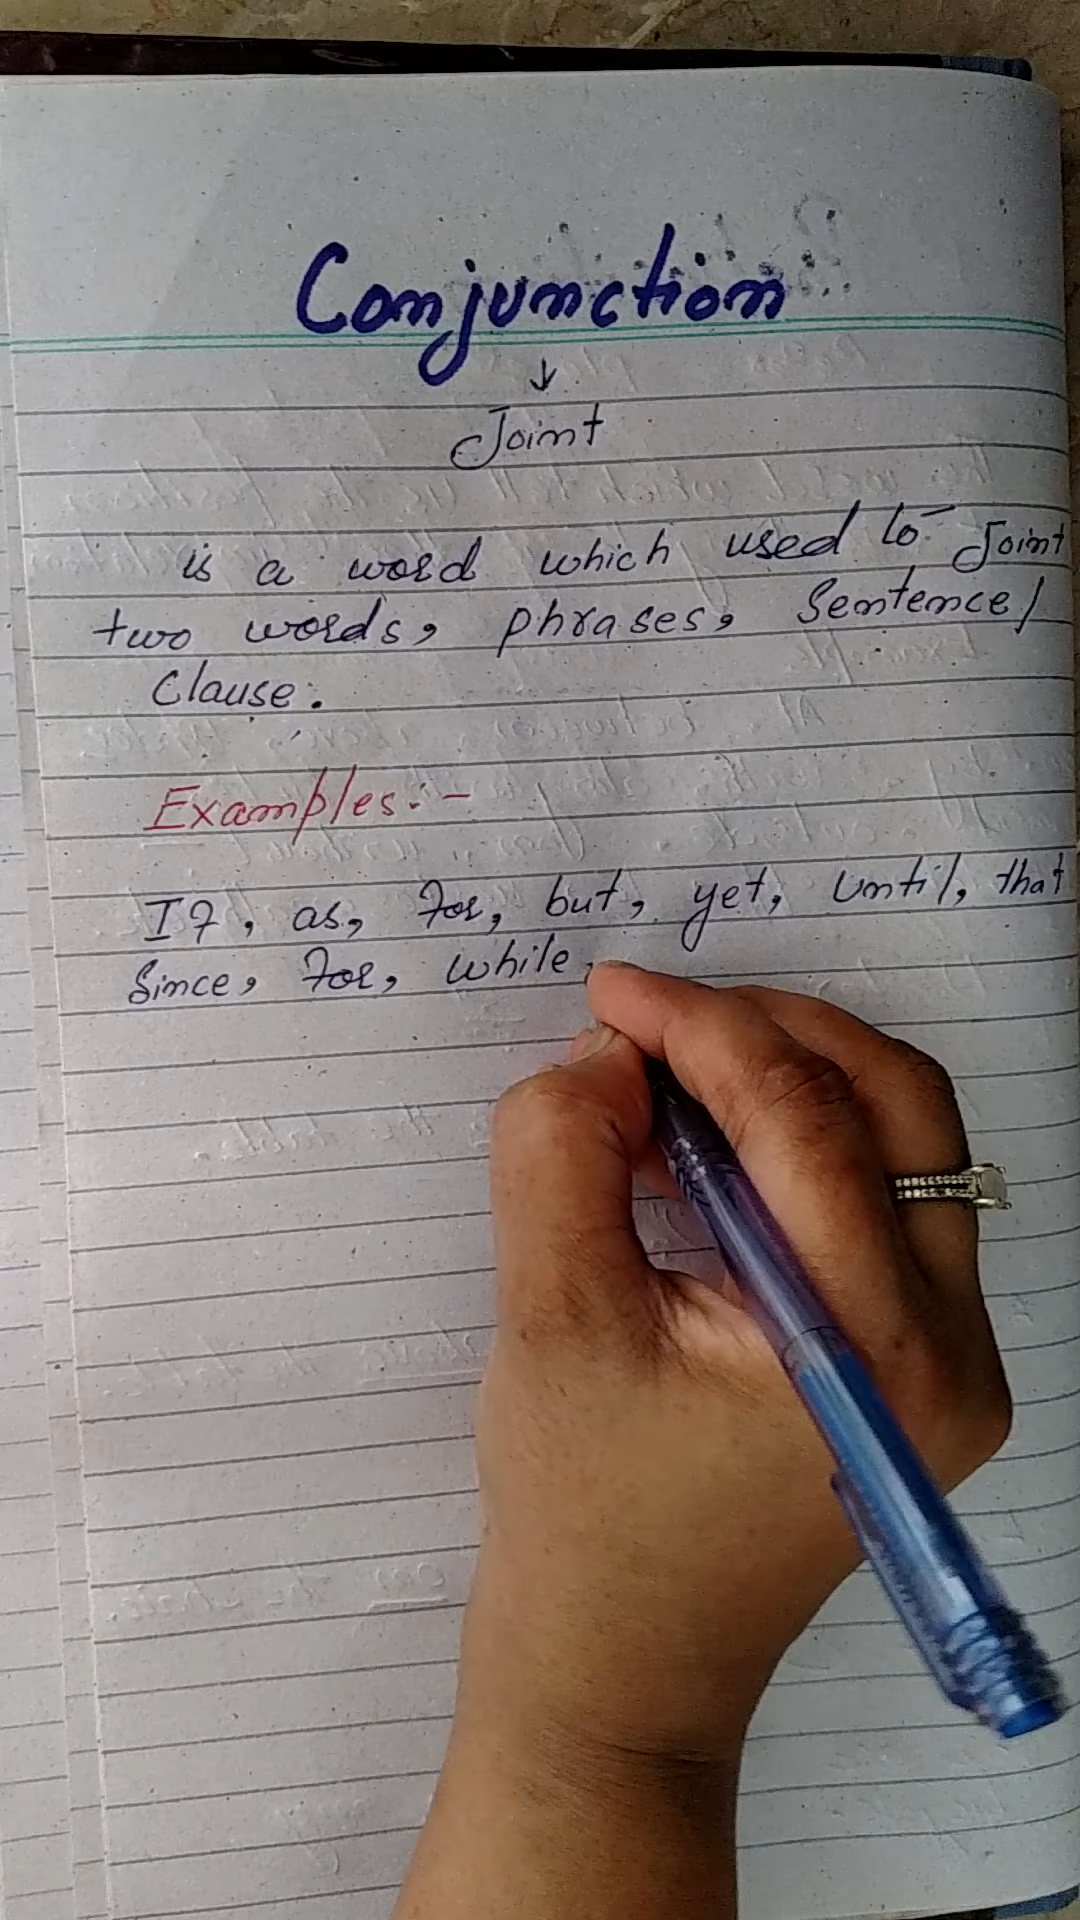 Conjunction
↓
Joint
is a word which used to Joint
two words, phrases, Sentence/
Clause.
Examples:-
If, as, for, but, yet, Until, that
Since, for, while,